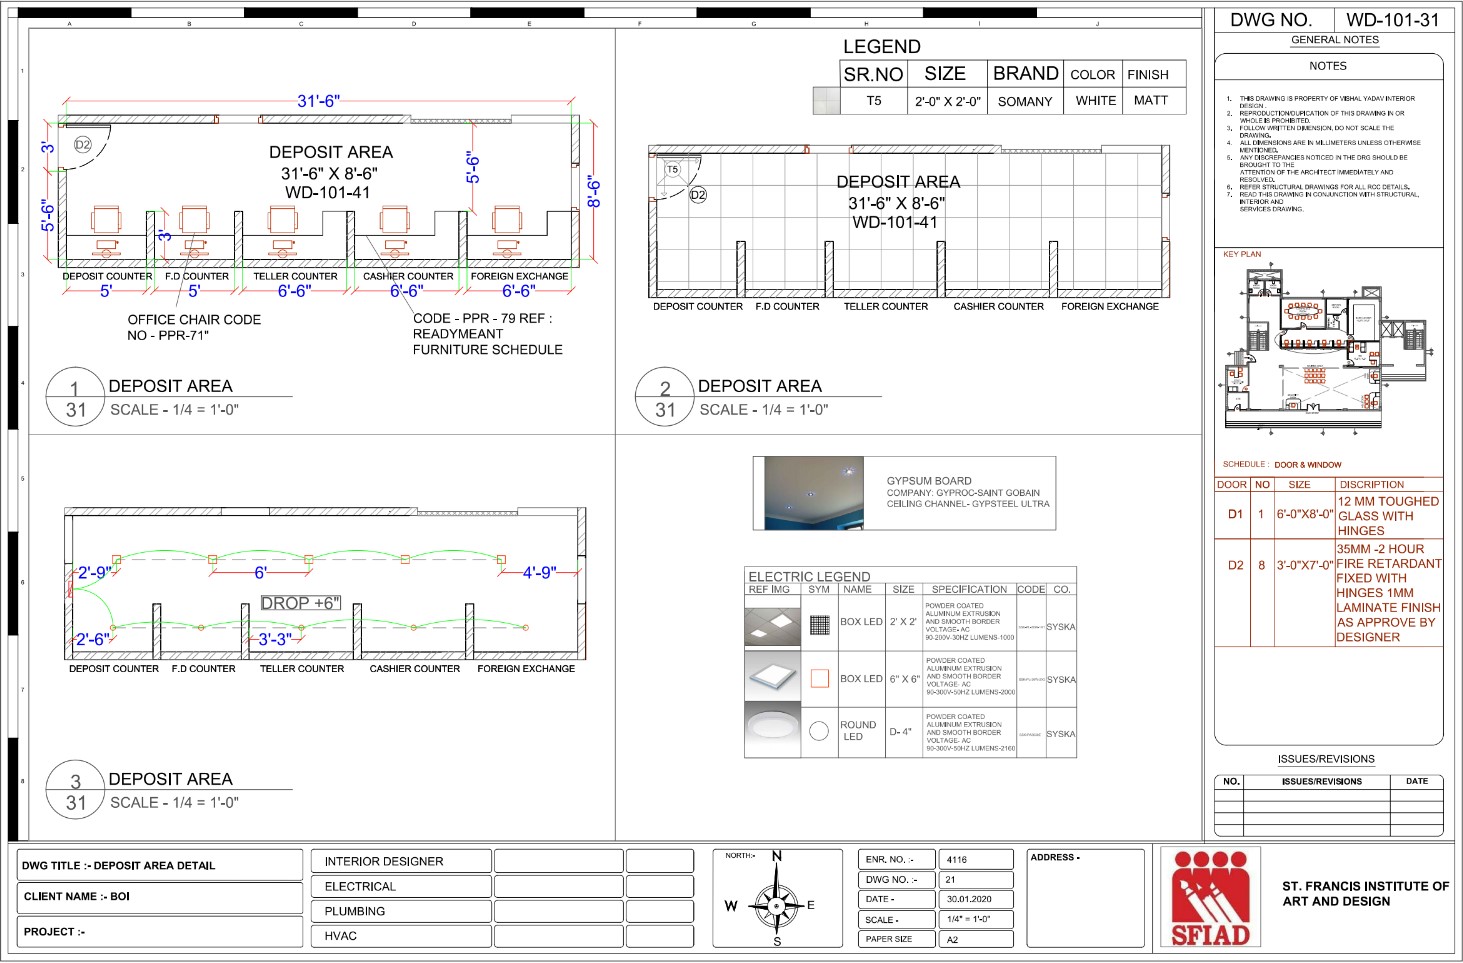 A B C D E F G H I J
1
2
3
4
5
6
7
8
31'-6"
D2
3'
5'-6"
DEPOSIT AREA
31'-6" X 8'-6"
WD-101-41
5'-6"
8'-6"
3'
DEPOSIT COUNTER F.D COUNTER TELLER COUNTER CASHIER COUNTER FOREIGN EXCHANGE
5' 5' 6'-6" 6'-6" 6'-6"
OFFICE CHAIR CODE
NO - PPR-71"
CODE - PPR - 79 REF :
READYMEANT
FURNITURE SCHEDULE
1
31
DEPOSIT AREA
SCALE - 1/4 = 1'-0"
LEGEND
SR.NO SIZE BRAND COLOR FINISH
T5 2'-0" X 2'-0" SOMANY WHITE MATT
T5
D2
DEPOSIT AREA
31'-6" X 8'-6"
WD-101-41
DEPOSIT COUNTER F.D COUNTER TELLER COUNTER CASHIER COUNTER FOREIGN EXCHANGE
2
31
DEPOSIT AREA
SCALE - 1/4 = 1'-0"
2'-9" 6' 4'-9"
DROP +6"
2'-6" 3'-3"
DEPOSIT COUNTER F.D COUNTER TELLER COUNTER CASHIER COUNTER FOREIGN EXCHANGE
3
31
DEPOSIT AREA
SCALE - 1/4 = 1'-0"
GYPSUM BOARD
COMPANY: GYPROC-SAINT GOBAIN
CEILING CHANNEL- GYPSTEEL ULTRA
ELECTRIC LEGEND
REF IMG SYM NAME SIZE SPECIFICATION CODE CO.
BOX LED 2' X 2' SYSKA
POWDER COATED
ALUMINUM EXTRUSION
AND SMOOTH BORDER
VOLTAGE- AC
90-200V-30HZ LUMENS-1000
BOX LED 6" X 6" SYSKA
POWDER COATED
ALUMINUM EXTRUSION
AND SMOOTH BORDER
VOLTAGE- AC
90-300V-50HZ LUMENS-2000
ROUND
LED
D- 4" SYSKA
POWDER COATED
ALUMINUM EXTRUSION
AND SMOOTH BORDER
VOLTAGE- AC
90-300V-50HZ LUMENS-2160
DWG NO. WD-101-31
GENERAL NOTES
NOTES
1. THIS DRAWING IS PROPERTY OF VISHAL YADAV INTERIOR
DESIGN .
2. REPRODUCTION/DUPICATION OF THIS DRAWING IN OR
WHOLE IS PROHIBITED.
3. FOLLOW WRITTEN DIMENSION, DO NOT SCALE THE
DRAWING.
4. ALL DIMENSIONS ARE IN MILLIMETERS UNLESS OTHERWISE
MENTIONED.
5. ANY DISCREPANCIES NOTICED IN THE DRG SHOULD BE
BROUGHT TO THE
ATTENTION OF THE ARCHITECT IMMEDIATELY AND
RESOLVED.
6. REFER STRUCTURAL DRAWINGS FOR ALL RCC DETAILS.
7. READ THIS DRAWING IN CONJUNCTION WITH STRUCTURAL,
INTERIOR AND
SERVICES DRAWING.
KEY PLAN
SCHEDULE : DOOR & WINDOW
DOOR NO SIZE DISCRIPTION
D1 1 6'-0"X8'-0"
12 MM TOUGHED
GLASS WITH
HINGES
D2 8 3'-0"X7'-0"
35MM -2 HOUR
FIRE RETARDANT
FIXED WITH
HINGES 1MM
LAMINATE FINISH
AS APPROVE BY
DESIGNER
ISSUES/REVISIONS
NO. ISSUES/REVISIONS DATE
DWG TITLE :- DEPOSIT AREA DETAIL
CLIENT NAME :- BOI
PROJECT :-
INTERIOR DESIGNER
ELECTRICAL
PLUMBING
HVAC
NORTH:-
N
W E
S
ENR. NO. :- 4116
DWG NO. :- 21
DATE - 30.01.2020
SCALE - 1/4" = 1'-0"
PAPER SIZE A2
ADDRESS -
SFIAD
ST. FRANCIS INSTITUTE OF
ART AND DESIGN